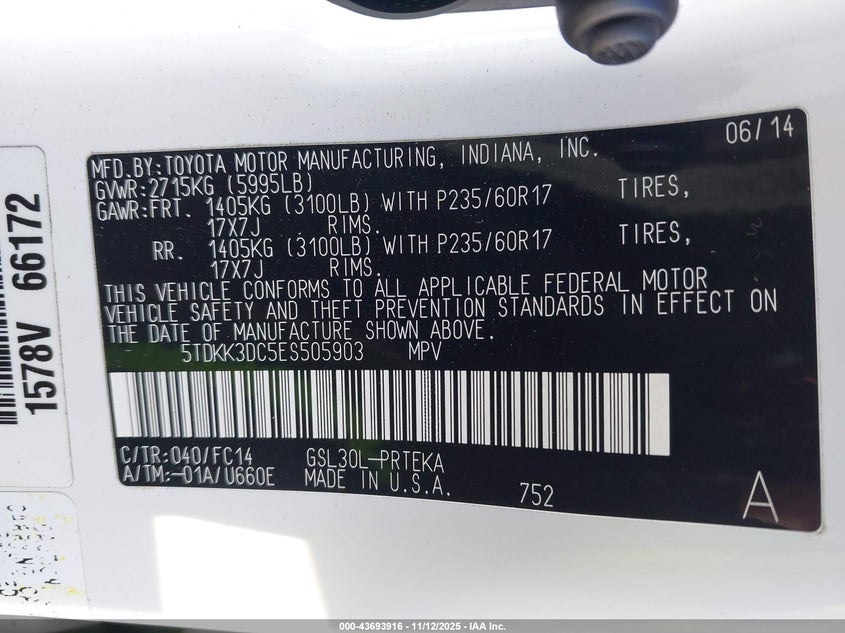 06/14
MFD.BY:TOYOTA MOTOR MANUFACTURING, INDIANA, INC.
GVWR:2715KG (5995LB)
GAWR:FRT. 1405KG (3100LB) WITH P235/60R17 TIRES,
17X7J RIMS.
RR. 1405KG (3100LB) WITH P235/60R17 TIRES,
17X7J RIMS.
THIS VEHICLE CONFORMS TO ALL APPLICABLE FEDERAL MOTOR
VEHICLE SAFETY AND THEFT PREVENTION STANDARDS IN EFFECT ON
THE DATE OF MANUFACTURE SHOWN ABOVE.
5TDKK3DC5ES505903 MPV
C/TR:040/FC14 GSL30L-PRTEKA
A/TM:-01A/U660E MADE IN U.S.A.
752
A
1578V 66172
000-43693916 - 11/12/2025 - IAA Inc.